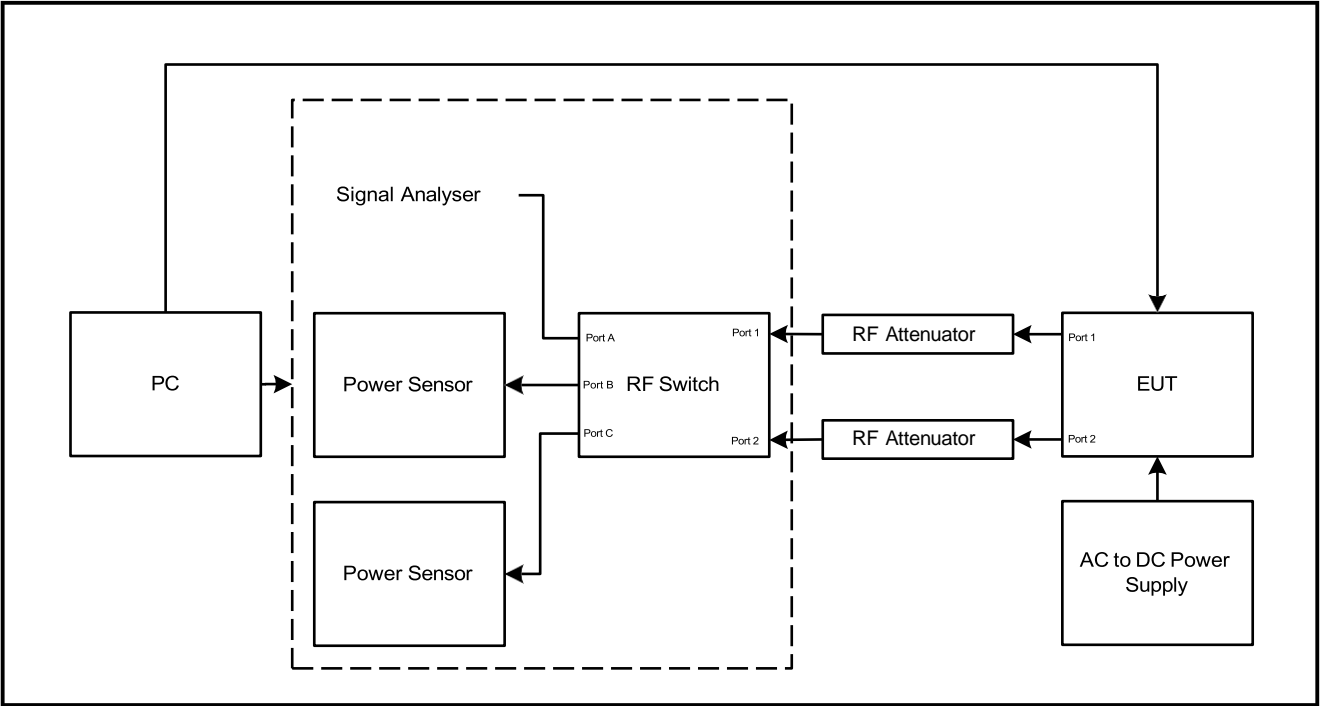 Signal Analyser
PC
Power Sensor
Port A
Port B
Port C
RF Switch
Port 1
Port 2
RF Attenuator
RF Attenuator
Port 1
EUT
Port 2
Power Sensor
AC to DC Power
Supply